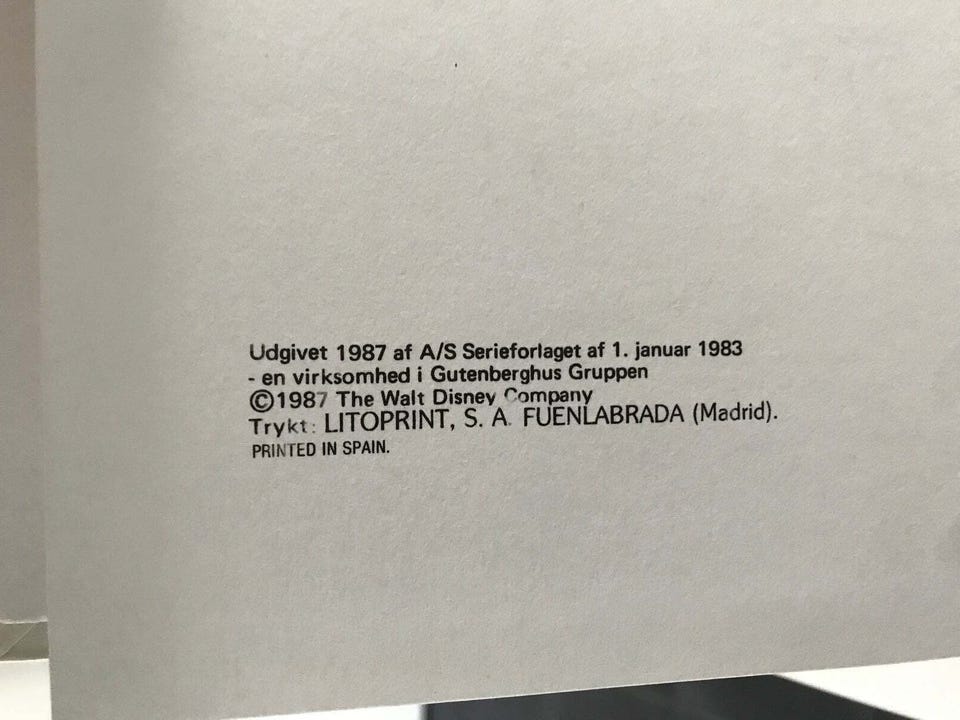 Udgivet 1987 af A/S Serieforlaget af 1. januar 1983
- en virksomhed i Gutenberghus Gruppen
©1987 The Walt Disney Company
Trykt: LITOPRINT, S. A. FUENLABRADA (Madrid).
PRINTED IN SPAIN.